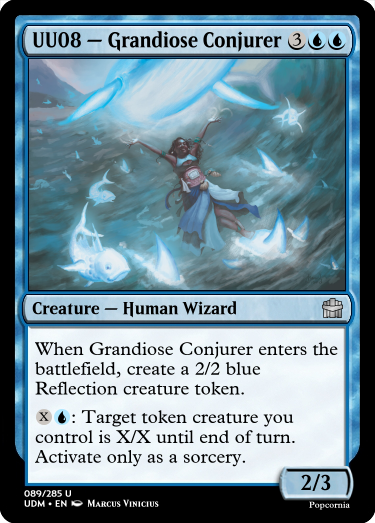 UU08 — Grandiose Conjurer 3
Creature — Human Wizard
When Grandiose Conjurer enters the
battlefield, create a 2/2 blue
Reflection creature token.
X : Target token creature you
control is X/X until end of turn.
Activate only as a sorcery.
2/3
089/285 U
UDM • EN Marcus Vinicius
Popcornia